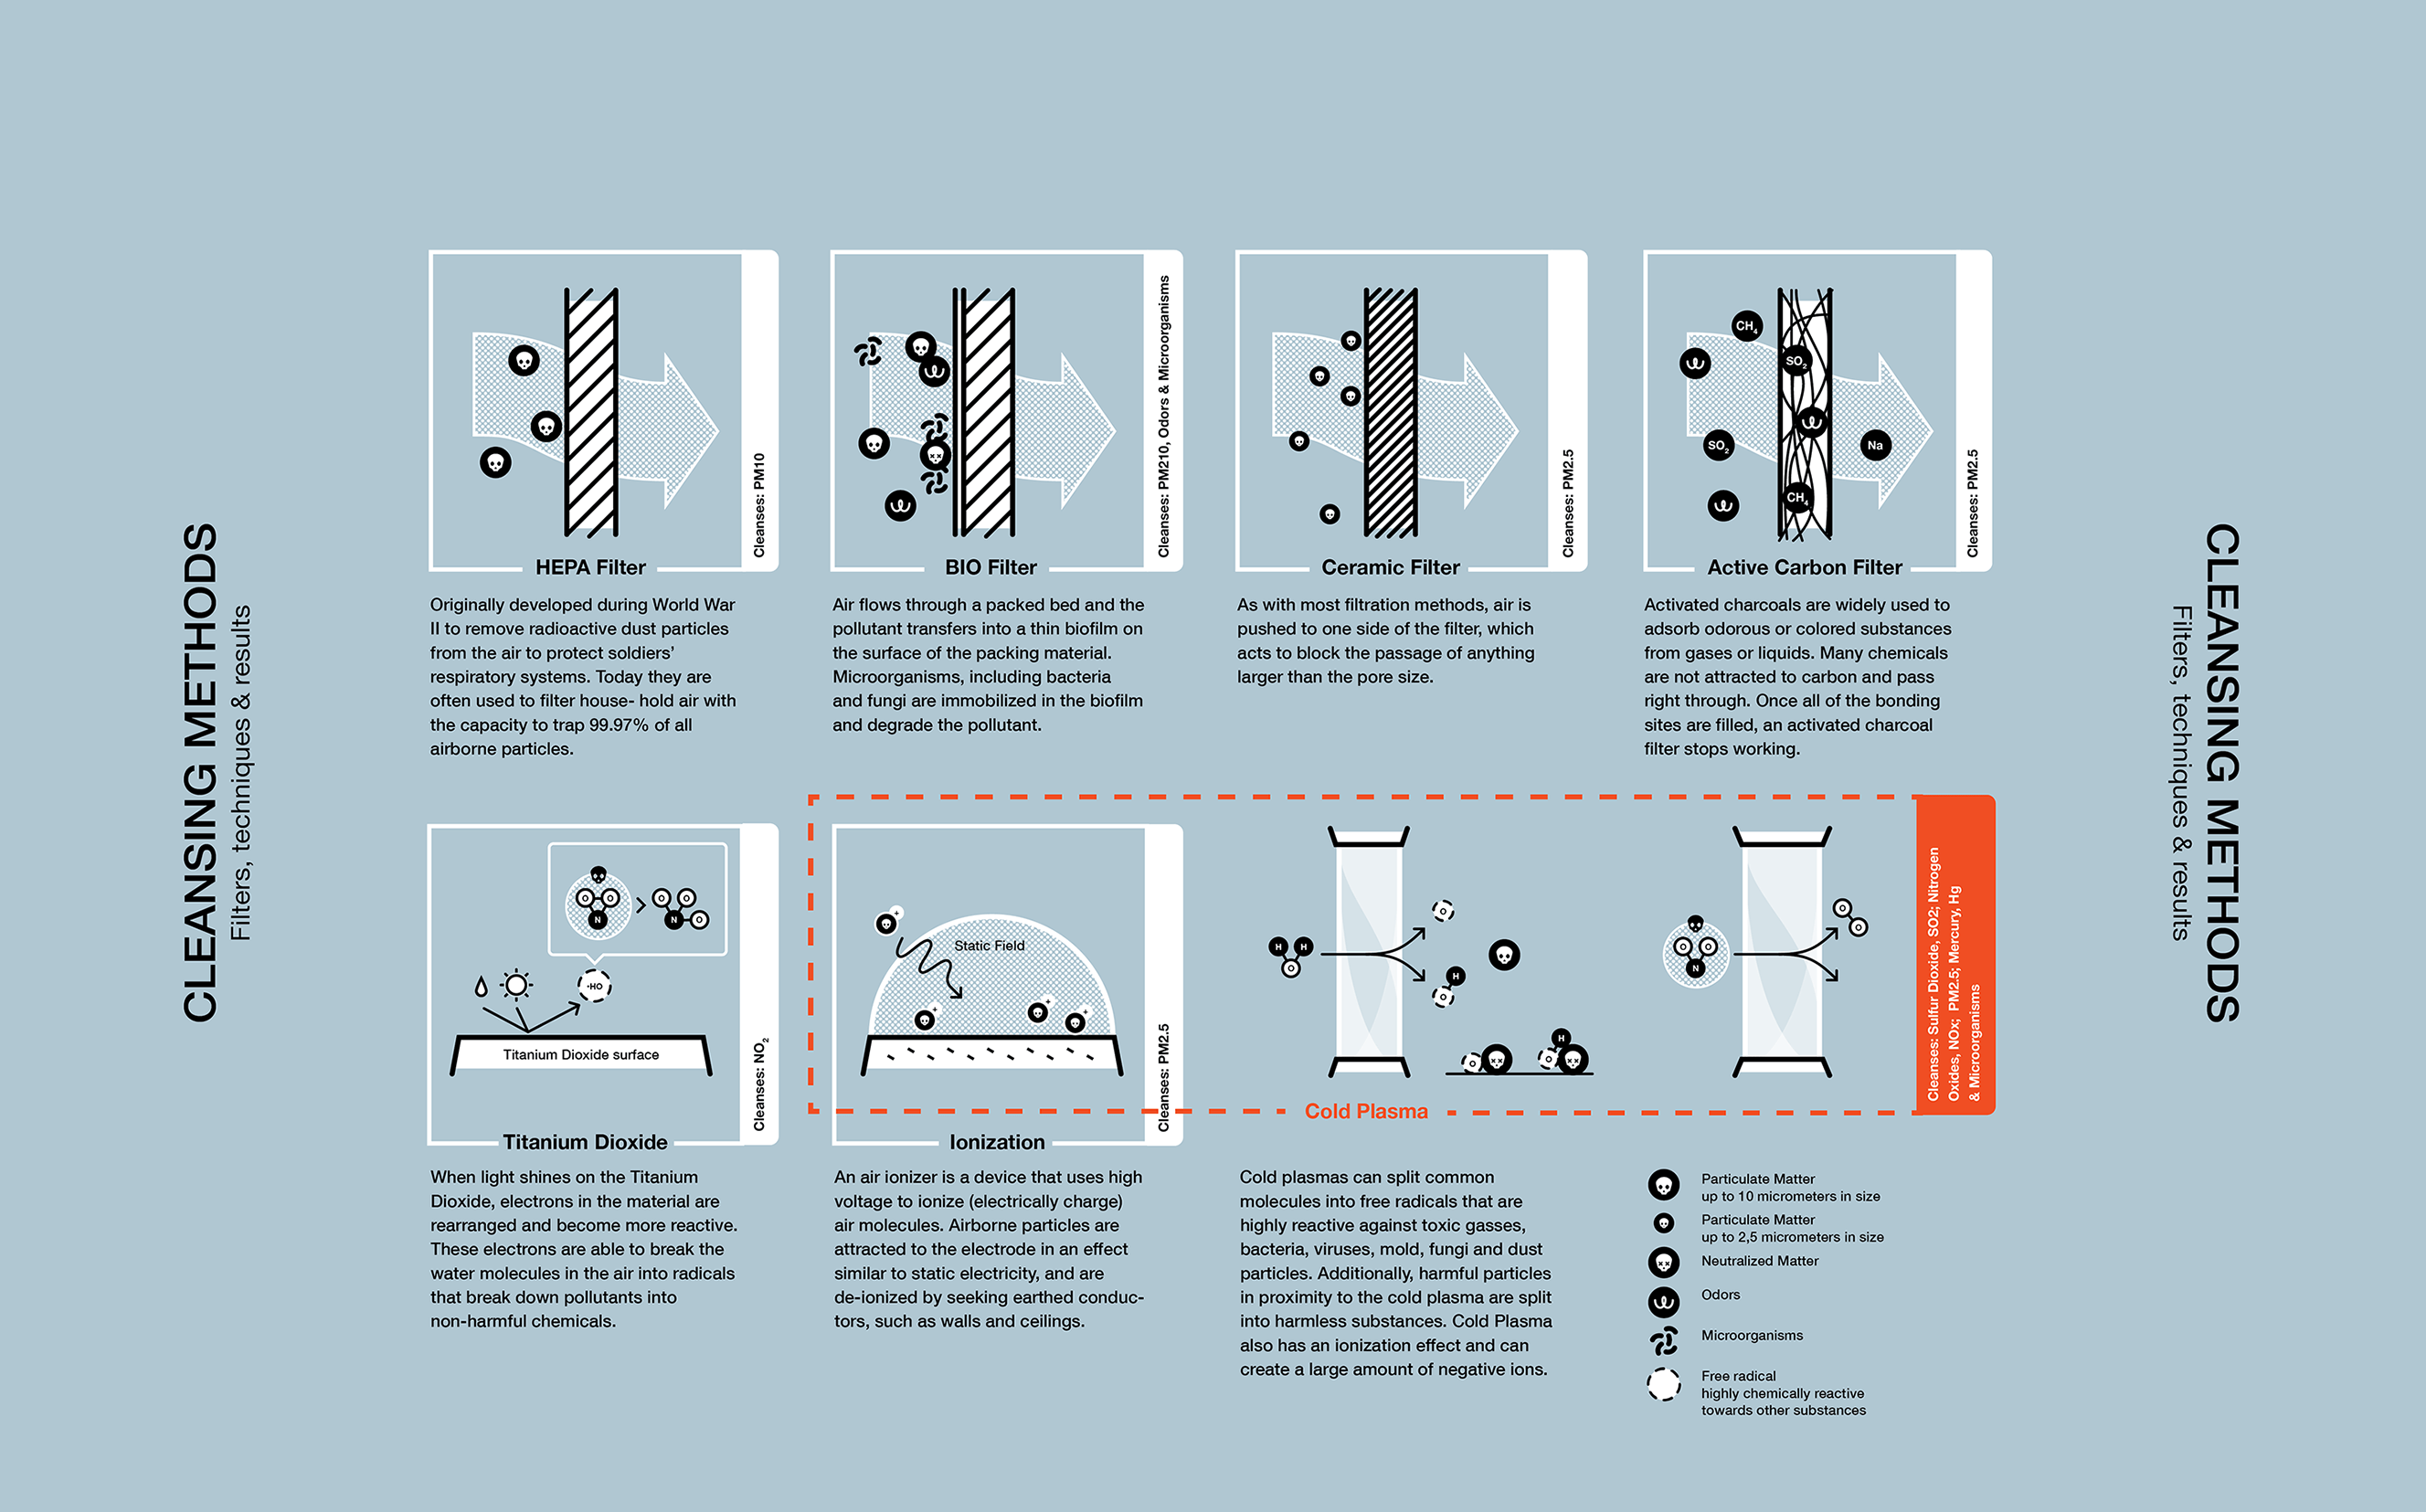 CLEANSING METHODS
Filters, techniques & results
Cleanses: PM10
HEPA Filter
Originally developed during World War
II to remove radioactive dust particles
from the air to protect soldiers’
respiratory systems. Today they are
often used to filter house- hold air with
the capacity to trap 99.97% of all
airborne particles.
Cleanses: PM210, Odors & Microorganisms
BIO Filter
Air flows through a packed bed and the
pollutant transfers into a thin biofilm on
the surface of the packing material.
Microorganisms, including bacteria
and fungi are immobilized in the biofilm
and degrade the pollutant.
Cleanses: PM2.5
Ceramic Filter
As with most filtration methods, air is
pushed to one side of the filter, which
acts to block the passage of anything
larger than the pore size.
CH4
SO2
SO2
Na
CH4
Cleanses: PM2.5
Active Carbon Filter
Activated charcoals are widely used to
adsorb odorous or colored substances
from gases or liquids. Many chemicals
are not attracted to carbon and pass
right through. Once all of the bonding
sites are filled, an activated charcoal
filter stops working.
O O
N
O O
N O
·HO
Titanium Dioxide surface
Cleanses: NO2
Titanium Dioxide
When light shines on the Titanium
Dioxide, electrons in the material are
rearranged and become more reactive.
These electrons are able to break the
water molecules in the air into radicals
that break down pollutants into
non-harmful chemicals.
+
Static Field
+
+
+
Cleanses: PM2.5
Ionization
An air ionizer is a device that uses high
voltage to ionize (electrically charge)
air molecules. Airborne particles are
attracted to the electrode in an effect
similar to static electricity, and are
de-ionized by seeking earthed conduc-
tors, such as walls and ceilings.
H H
O
O
H
O
O
H
O
O O
N
O
O
Cleanses: Sulfur Dioxide, SO2; Nitrogen
Oxides, NOx; PM2.5; Mercury, Hg
& Microorganisms
Cold Plasma
Cold plasmas can split common
molecules into free radicals that are
highly reactive against toxic gasses,
bacteria, viruses, mold, fungi and dust
particles. Additionally, harmful particles
in proximity to the cold plasma are split
into harmless substances. Cold Plasma
also has an ionization effect and can
create a large amount of negative ions.
Particulate Matter
up to 10 micrometers in size
Particulate Matter
up to 2,5 micrometers in size
Neutralized Matter
Odors
Microorganisms
Free radical
highly chemically reactive
towards other substances
CLEANSING METHODS
Filters, techniques & results